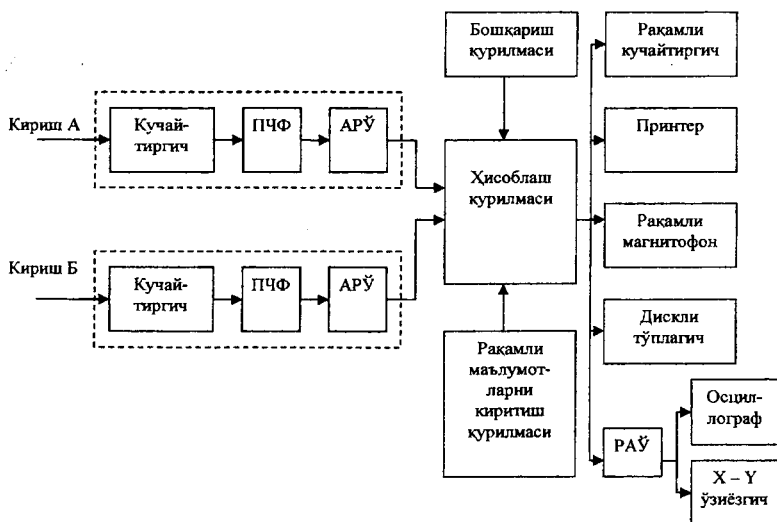 Бошқариш
қурилмаси
Рақамли
кучайтиргич
Кириш А
Кучай-
тиргич
ПЧФ
АРЎ
Принтер
Ҳисоблаш
қурилмаси
Рақамли
магнитофон
Кириш Б
Кучай-
тиргич
ПЧФ
АРЎ
Дискли
тўплагич
Рақамли
маълумот-
ларни
киритиш
қурилмаси
Осцил-
лограф
РАЎ
X – Y
ўзиёзгич